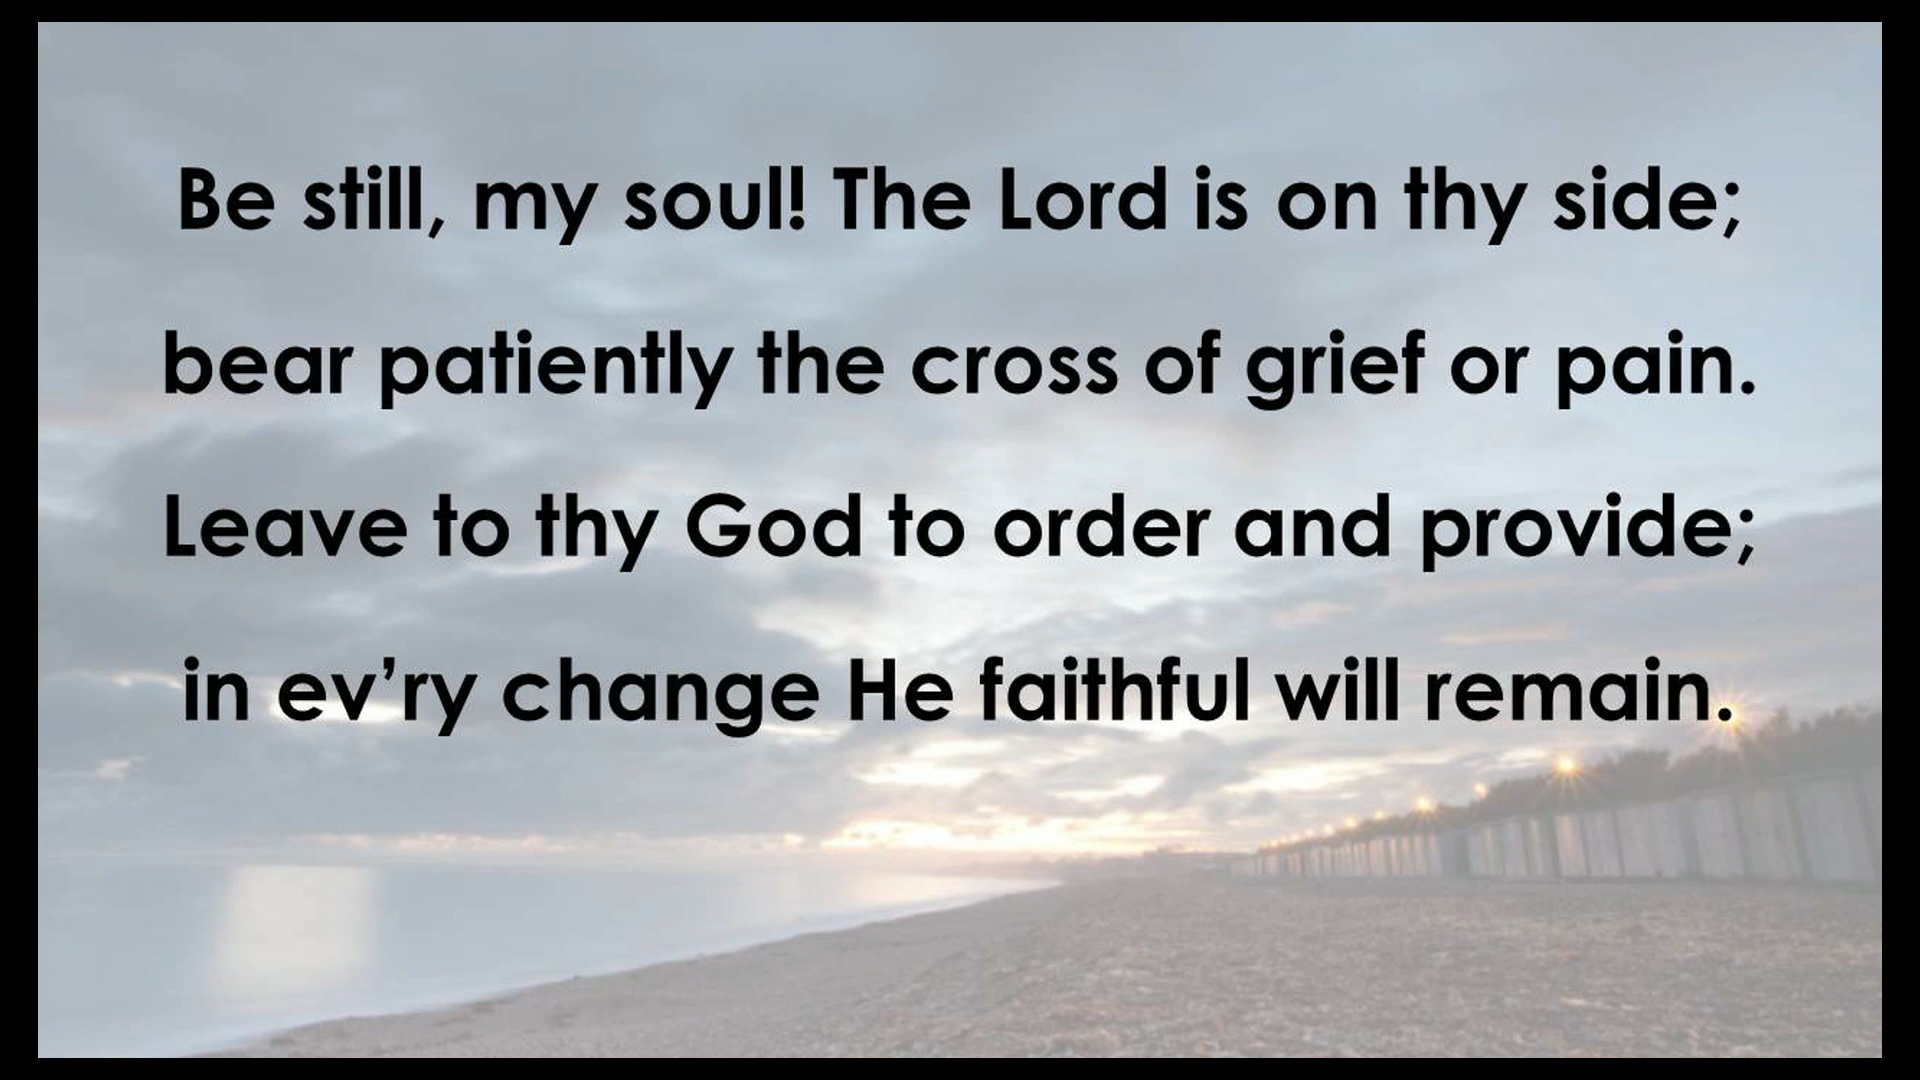 Be still, my soul! The Lord is on thy side;
bear patiently the cross of grief or pain.
Leave to thy God to order and provide;
in ev’ry change He faithful will remain.